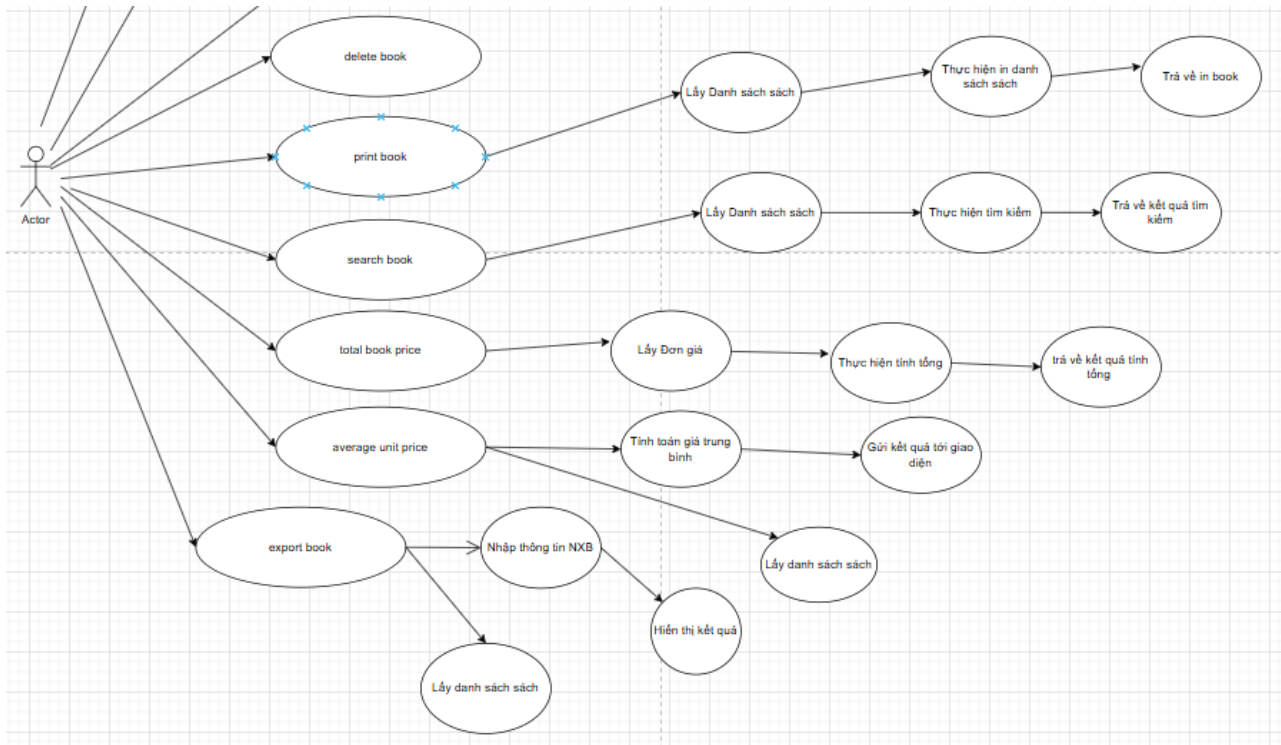 delete book
Lấy Danh sách sách
Thực hiện in danh
sách sách
Trả về in book
print book
Actor
search book
Lấy Danh sách sách
Thực hiện tìm kiếm
Trả về kết quả tìm
kiếm
total book price
Lấy Đơn giá
Thực hiện tính tổng
trả về kết quả tính
tổng
average unit price
Tính toán giá trung
bình
Gửi kết quả tới giao
diện
export book
Nhập thông tin NXB
Lấy danh sách sách
Hiển thị kết quả
Lấy danh sách sách